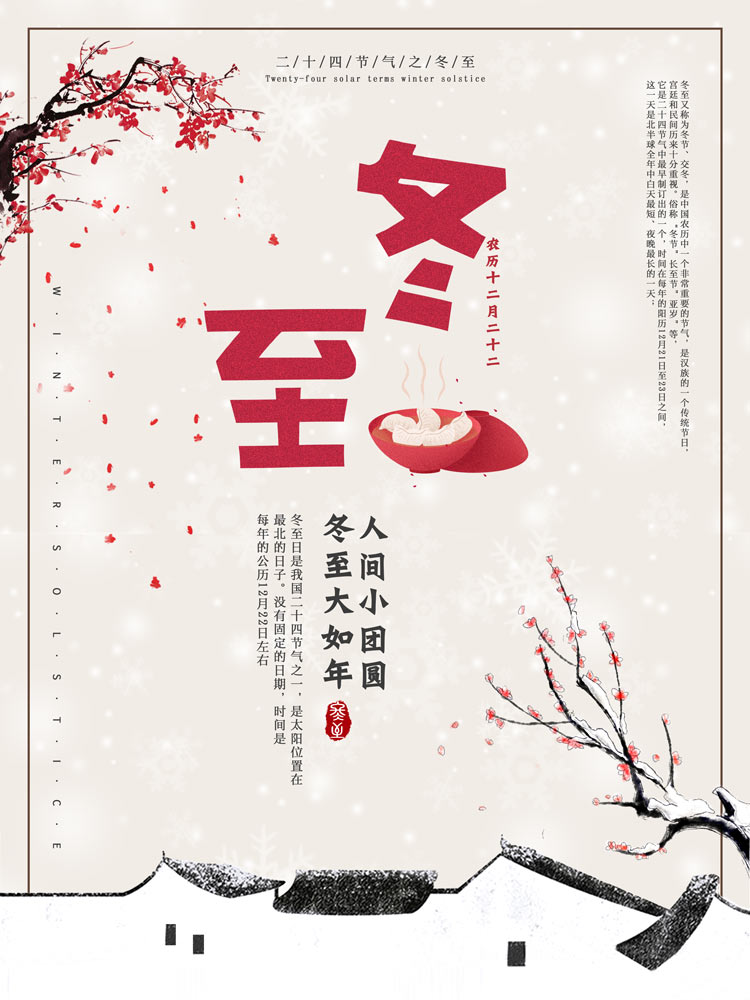 二/十/四/节/气/之/冬/至
Twenty-four solar terms winter solstice
冬至
农历十二月二十二
冬至又称为冬节、交冬，是中国农历中一个非常重要的节气，是汉族的一个传统节日，
宫廷和民间历来十分重视。俗称“冬节”。长至节“。亚岁”。等，
它是二十四节气中最早制订出的一个，时间在每年的阳历12月21日至23日之间，
这一天是北半球全年中白天最短、夜晚最长的一天；
W·I·N·T·E·R·S·O·L·S·T·I·C·E
人间小团圆
冬至大如年
冬至
冬至日是我国二十四节气之一，是太阳位置在
最北的日子。没有固定的日期，时间是
每年的公历12月22日左右